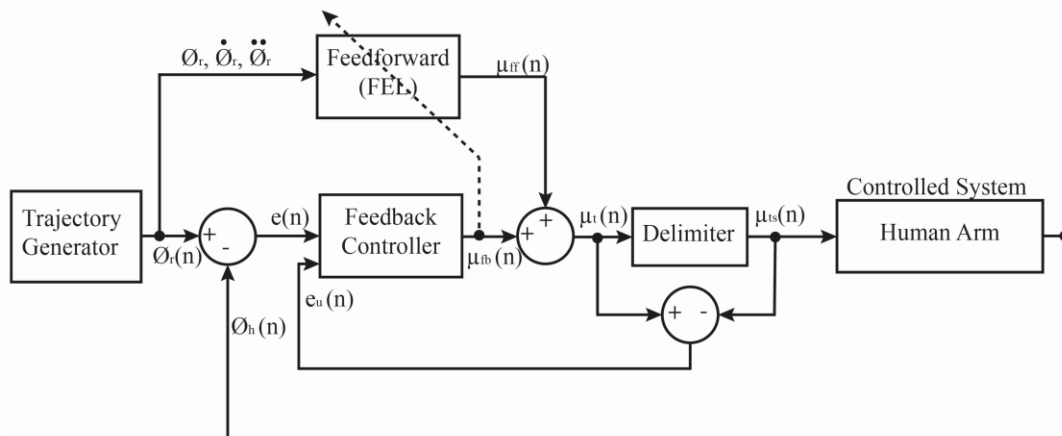 Ør, Ø̇r, Ø̈r
Feedforward
(FEL)
μff(n)
Trajectory
Generator
+
-
Ør(n)
e(n)
Feedback
Controller
μfb(n)
eu(n)
Øh(n)
+
+
μt(n)
Delimiter
μts(n)
Controlled System
Human Arm
+ -